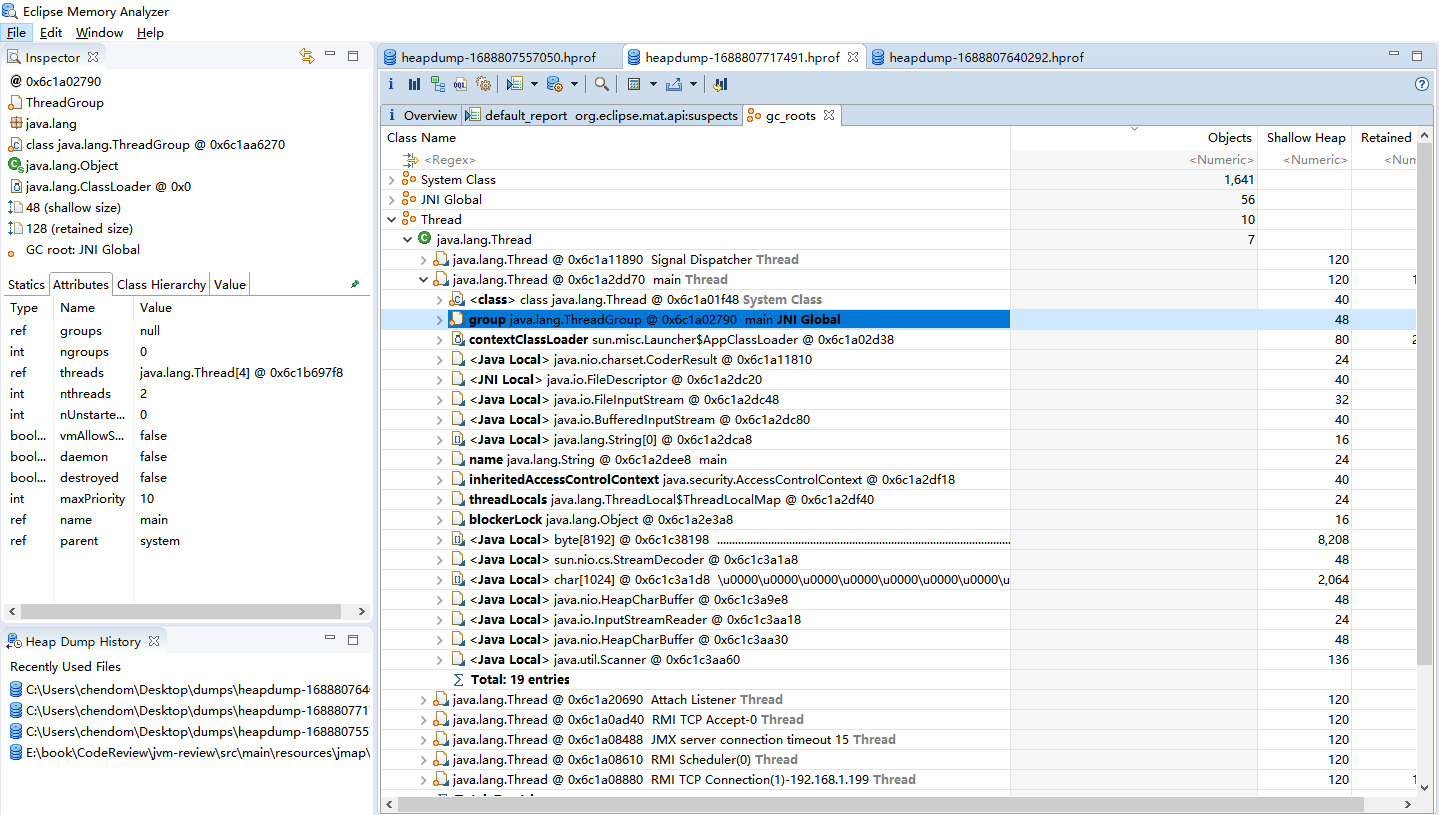 Eclipse Memory Analyzer
File Edit Window Help
Inspector
@ 0x6c1a02790
ThreadGroup
java.lang
class java.lang.ThreadGroup @ 0x6c1aa6270
java.lang.Object
java.lang.ClassLoader @ 0x0
48 (shallow size)
128 (retained size)
GC root: JNI Global
Statics Attributes Class Hierarchy Value
Type Name Value
ref groups null
int ngroups 0
ref threads java.lang.Thread[4] @ 0x6c1b697f8
int nthreads 2
int nUnstarte... 0
bool... vmAllowS... false
bool... daemon false
bool... destroyed false
int maxPriority 10
ref name main
ref parent system
Heap Dump History
Recently Used Files
C:\Users\chendom\Desktop\dumps\heapdump-168880764
C:\Users\chendom\Desktop\dumps\heapdump-168880771
C:\Users\chendom\Desktop\dumps\heapdump-168880755
E:\book\CodeReview\jvm-review\src\main\resources\jmap\
heapdump-1688807557050.hprof heapdump-1688807717491.hprof heapdump-1688807640292.hprof
i OQL
i Overview default_report org.eclipse.mat.api:suspects gc_roots
Class Name Objects Shallow Heap Retained
<Regex> <Numeric> <Numeric> <Num
System Class 1,641
JNI Global 56
Thread 10
java.lang.Thread 7
java.lang.Thread @ 0x6c1a11890 Signal Dispatcher Thread 120
java.lang.Thread @ 0x6c1a2dd70 main Thread 120 1
<class> class java.lang.Thread @ 0x6c1a01f48 System Class 40
group java.lang.ThreadGroup @ 0x6c1a02790 main JNI Global 48
contextClassLoader sun.misc.Launcher$AppClassLoader @ 0x6c1a02d38 80 2
<Java Local> java.nio.charset.CoderResult @ 0x6c1a11810 24
<JNI Local> java.io.FileDescriptor @ 0x6c1a2dc20 40
<Java Local> java.io.FileInputStream @ 0x6c1a2dc48 32
<Java Local> java.io.BufferedInputStream @ 0x6c1a2dc80 40
<Java Local> java.lang.String[0] @ 0x6c1a2dca8 16
name java.lang.String @ 0x6c1a2dee8 main 24
inheritedAccessControlContext java.security.AccessControlContext @ 0x6c1a2df18 40
threadLocals java.lang.ThreadLocal$ThreadLocalMap @ 0x6c1a2df40 24
blockerLock java.lang.Object @ 0x6c1a2e3a8 16
<Java Local> byte[8192] @ 0x6c1c38198 .................................................................................................. 8,208
<Java Local> sun.nio.cs.StreamDecoder @ 0x6c1c3a1a8 48
<Java Local> char[1024] @ 0x6c1c3a1d8 \u0000\u0000\u0000\u0000\u0000\u0000\u0000\u 2,064
<Java Local> java.nio.HeapCharBuffer @ 0x6c1c3a9e8 48
<Java Local> java.io.InputStreamReader @ 0x6c1c3aa18 24
<Java Local> java.nio.HeapCharBuffer @ 0x6c1c3aa30 48
<Java Local> java.util.Scanner @ 0x6c1c3aa60 136
Total: 19 entries
java.lang.Thread @ 0x6c1a20690 Attach Listener Thread 120
java.lang.Thread @ 0x6c1a0ad40 RMI TCP Accept-0 Thread 120
java.lang.Thread @ 0x6c1a08488 JMX server connection timeout 15 Thread 120
java.lang.Thread @ 0x6c1a08610 RMI Scheduler(0) Thread 120
java.lang.Thread @ 0x6c1a08880 RMI TCP Connection(1)-192.168.1.199 Thread 120 1